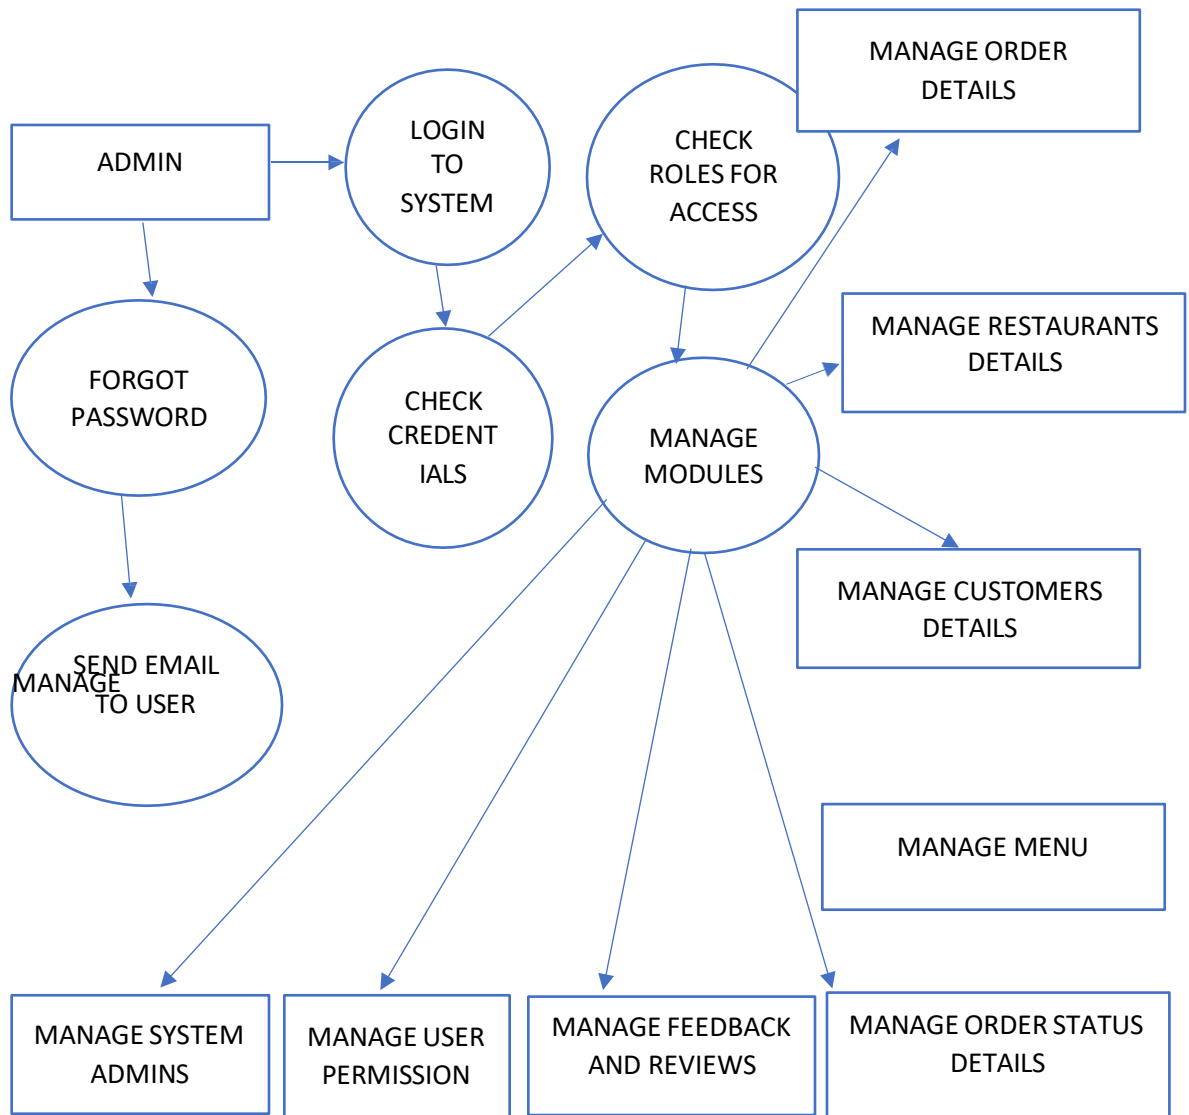 MANAGE ORDER
DETAILS
ADMIN
LOGIN
TO
SYSTEM
CHECK
ROLES FOR
ACCESS
MANAGE RESTAURANTS
DETAILS
FORGOT
PASSWORD
CHECK
CREDENT
IALS
MANAGE
MODULES
MANAGE CUSTOMERS
DETAILS
SEND EMAIL
TO USER
MANAGE
MANAGE MENU
MANAGE SYSTEM
ADMINS
MANAGE USER
PERMISSION
MANAGE FEEDBACK
AND REVIEWS
MANAGE ORDER STATUS
DETAILS